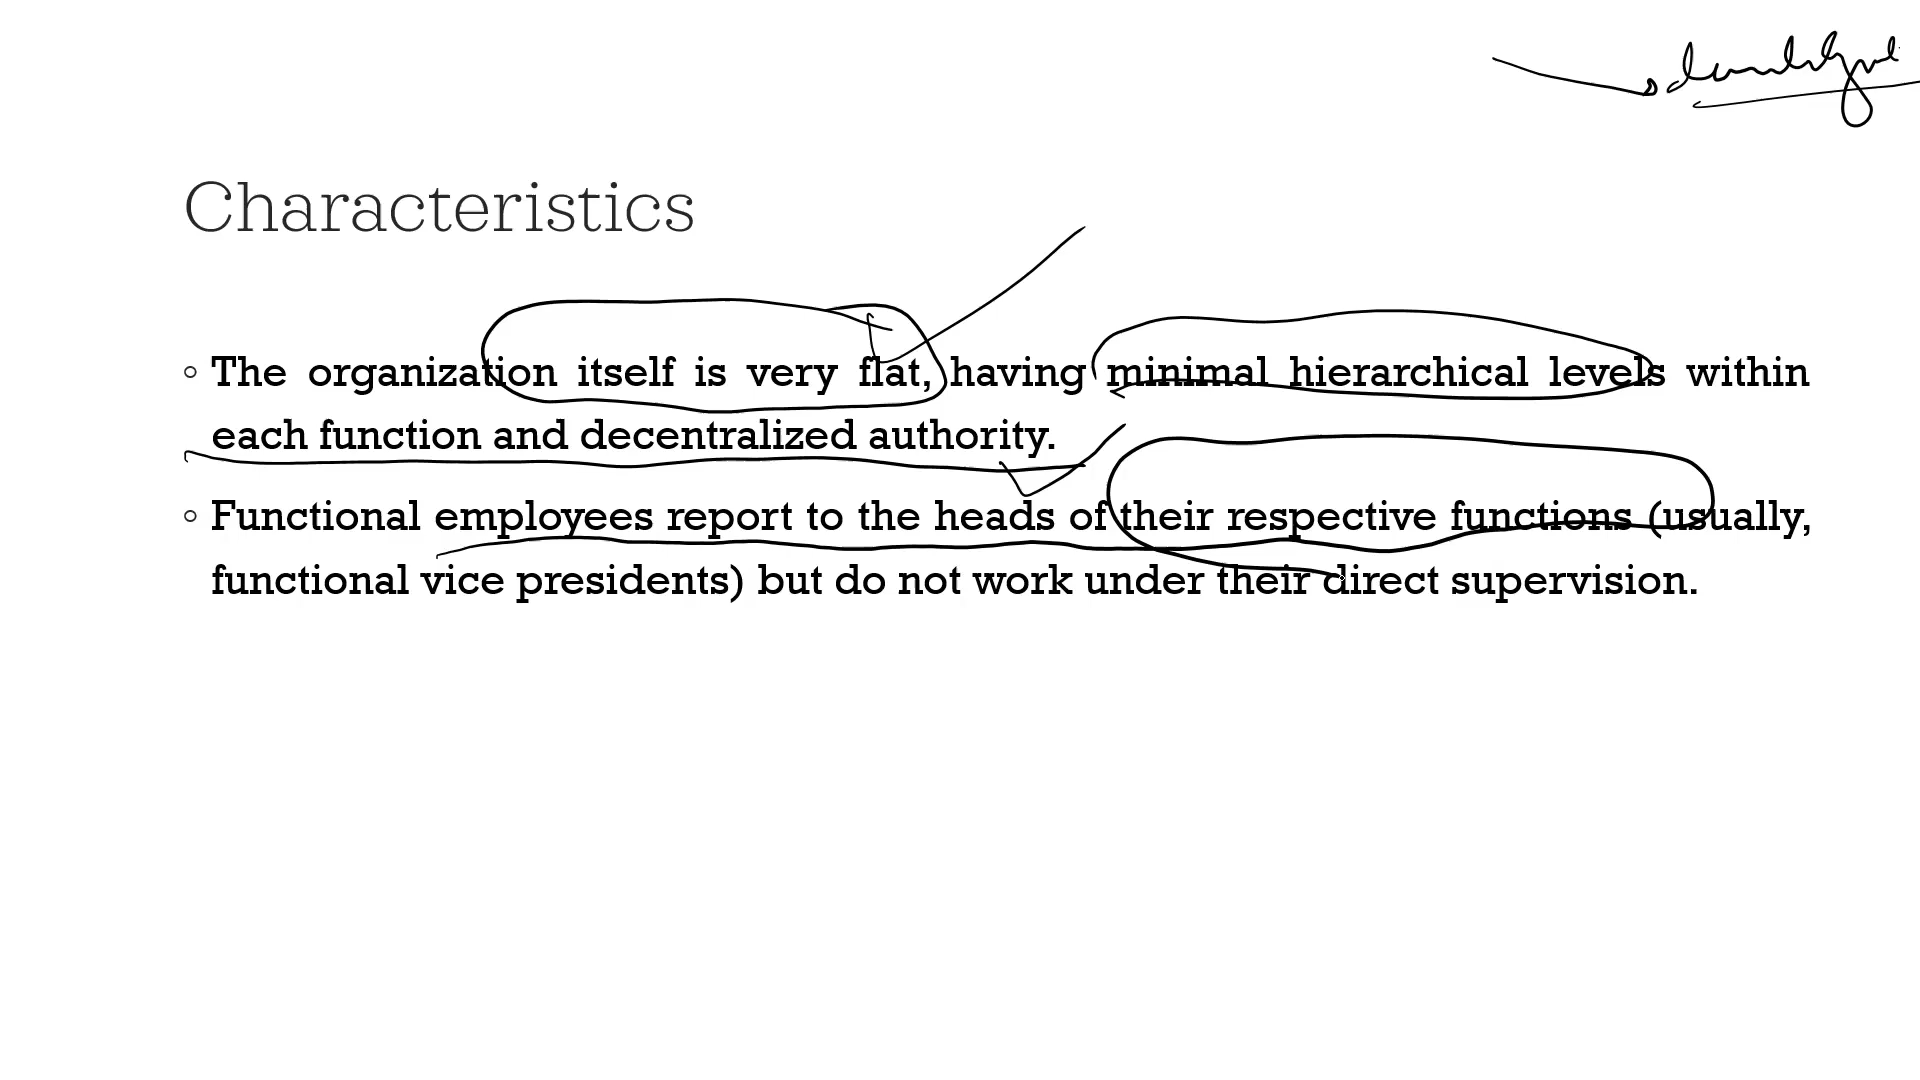 Characteristics
The organization itself is very flat, having minimal hierarchical levels within
each function and decentralized authority.
Functional employees report to the heads of their respective functions (usually,
functional vice presidents) but do not work under their direct supervision.